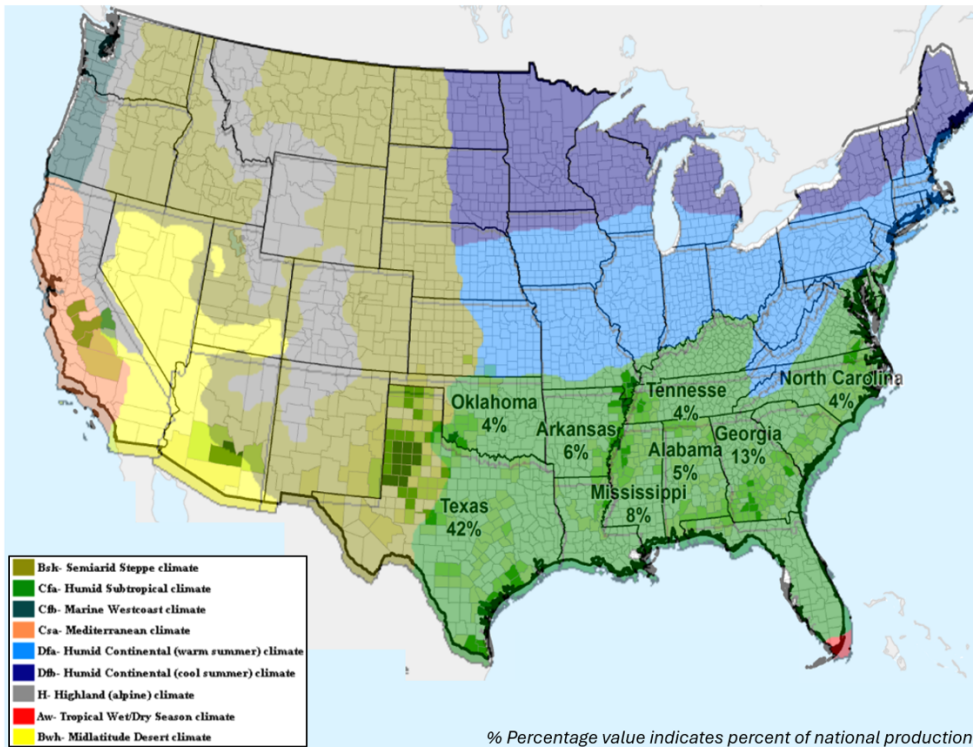 Oklahoma
4%
Tennesse
4%
North Carolina
4%
Arkansas
6%
Alabama
5%
Georgia
13%
Mississippi
8%
Texas
42%
Bsk- Semiarid Steppe climate
Cfa- Humid Subtropical climate
Cfb- Marine Westcoast climate
Csa- Mediterranean climate
Dfa- Humid Continental (warm summer) climate
Dfb- Humid Continental (cool summer) climate
H- Highland (alpine) climate
Aw- Tropical Wet/Dry Season climate
Bwh- Midlatitude Desert climate
% Percentage value indicates percent of national production